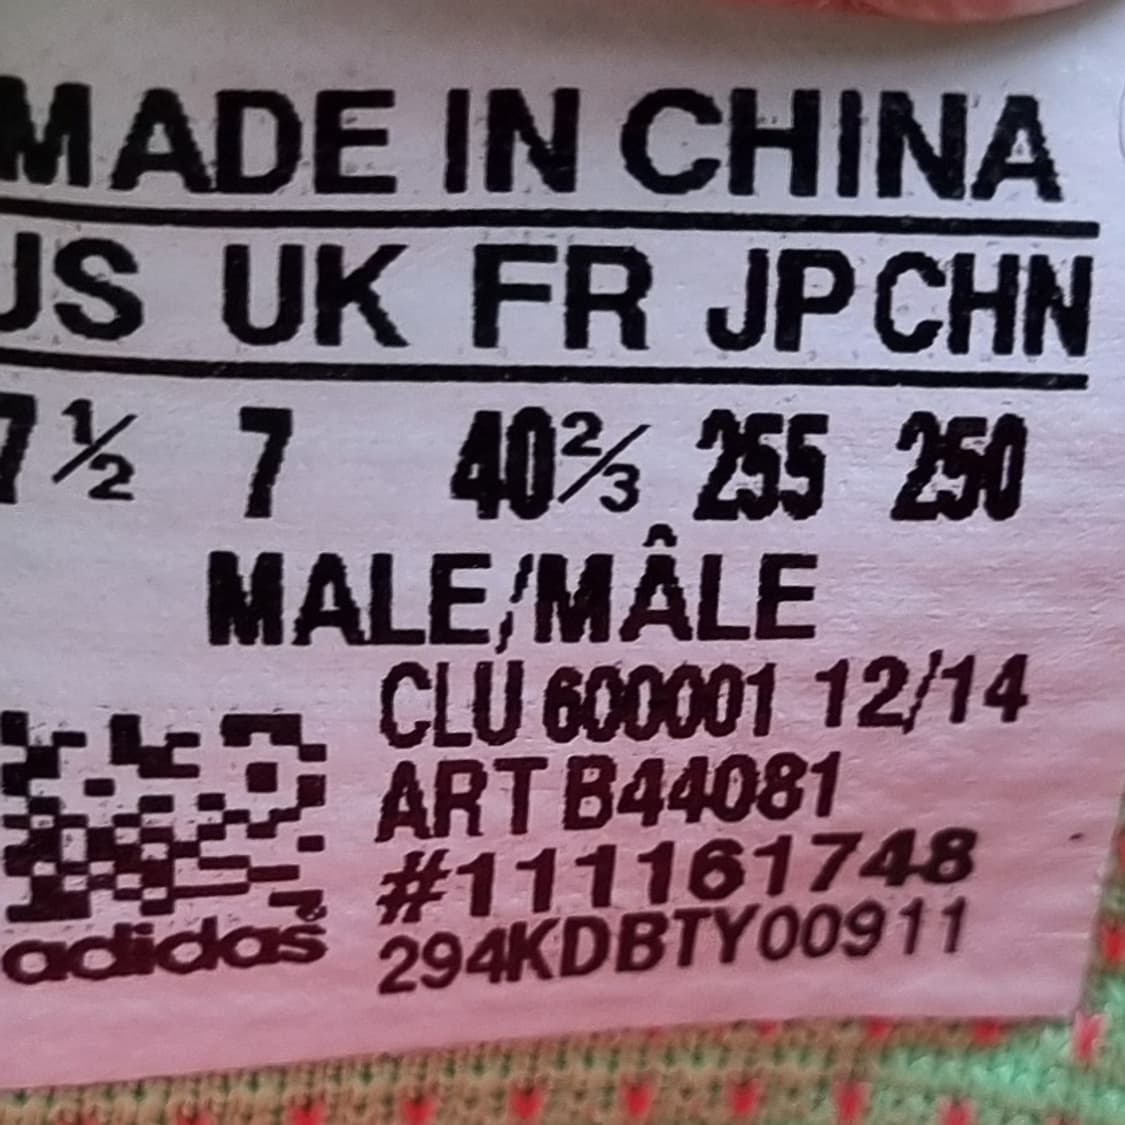 MADE IN CHINA
US UK FR JP CHN
7½ 7 40⅔ 255 250
MALE/MÂLE
CLU 600001 12/14
ART B44081
#111161748
294KDBTY00911
adidas